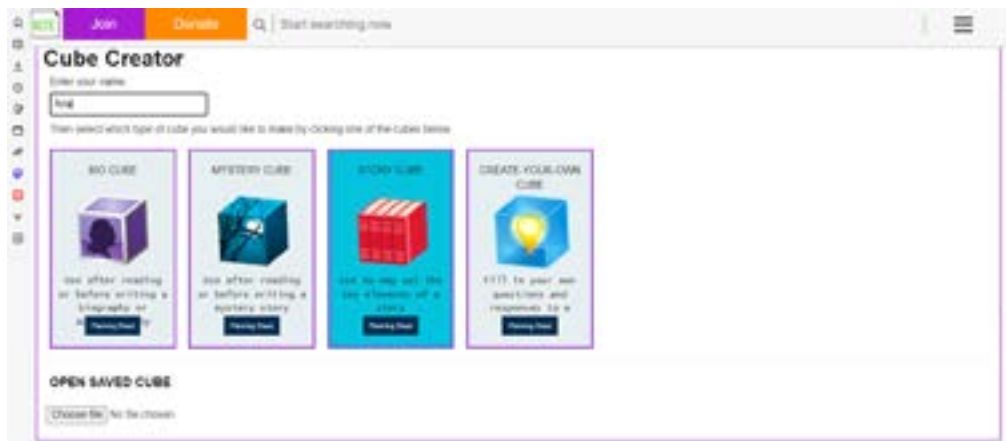 Join
Donate
Start searching now
Cube Creator
Enter your name:
Then select which type of cube you would like to make by clicking one of the cubes below.
BIO CUBE
MYSTERY CUBE
STORY CUBE
CREATE-YOUR-OWN
CUBE
Use after reading
or before writing a
biography or
Planning Sheet
Use after reading
or before writing a
mystery story
Planning Sheet
Use to map out the
key elements of a
story
Planning Sheet
Fill in your own
questions and
responses to a
Planning Sheet
OPEN SAVED CUBE
Choose file No file chosen